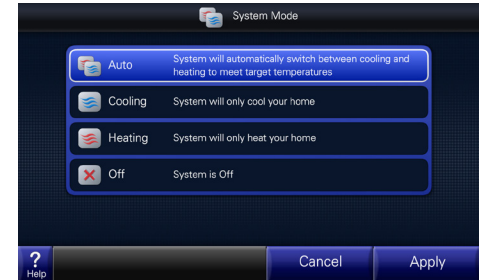 System Mode
Auto
System will automatically switch between cooling and
heating to meet target temperatures
Cooling
System will only cool your home
Heating
System will only heat your home
Off
System is Off
?
Help
Cancel
Apply